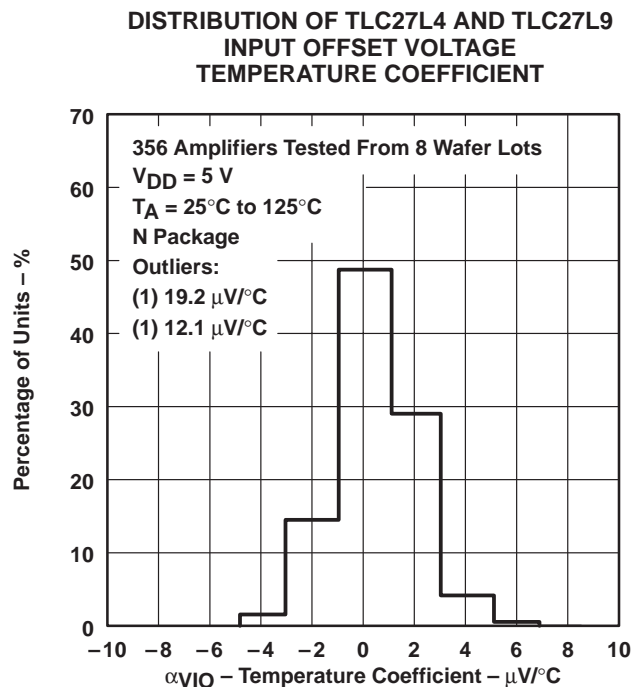 DISTRIBUTION OF TLC27L4 AND TLC27L9
INPUT OFFSET VOLTAGE
TEMPERATURE COEFFICIENT
70
60
50
40
30
20
10
0
Percentage of Units – %
356 Amplifiers Tested From 8 Wafer Lots
VDD = 5 V
TA = 25°C to 125°C
N Package
Outliers:
(1) 19.2 μV/°C
(1) 12.1 μV/°C
–10 –8 –6 –4 –2 0 2 4 6 8 10
αVIO – Temperature Coefficient – μV/°C